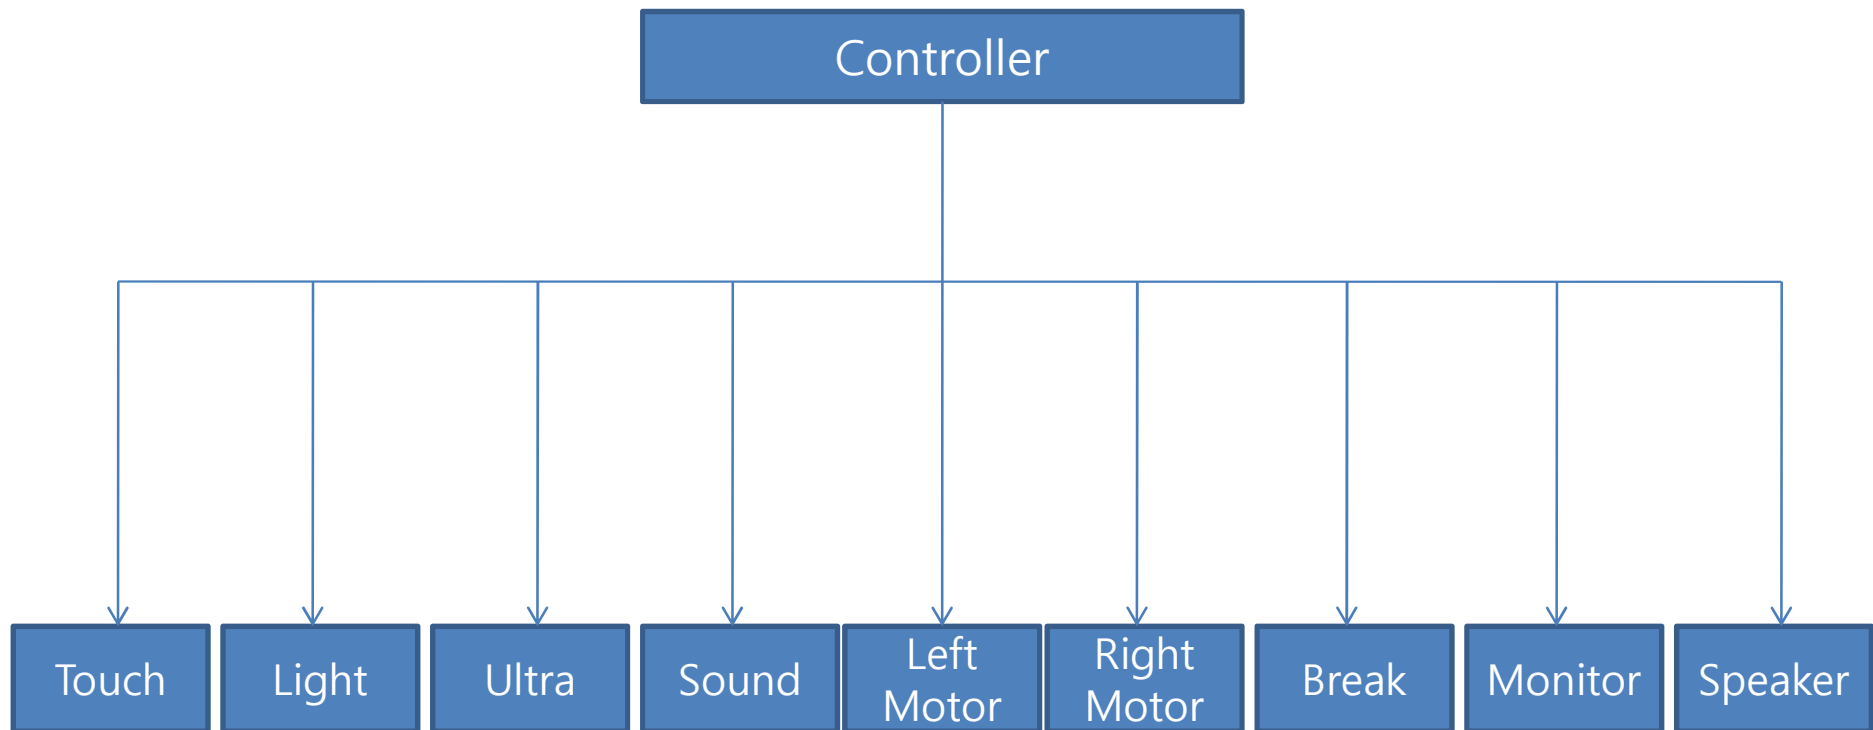 Controller
Touch
Light
Ultra
Sound
Left
Motor
Right
Motor
Break
Monitor
Speaker